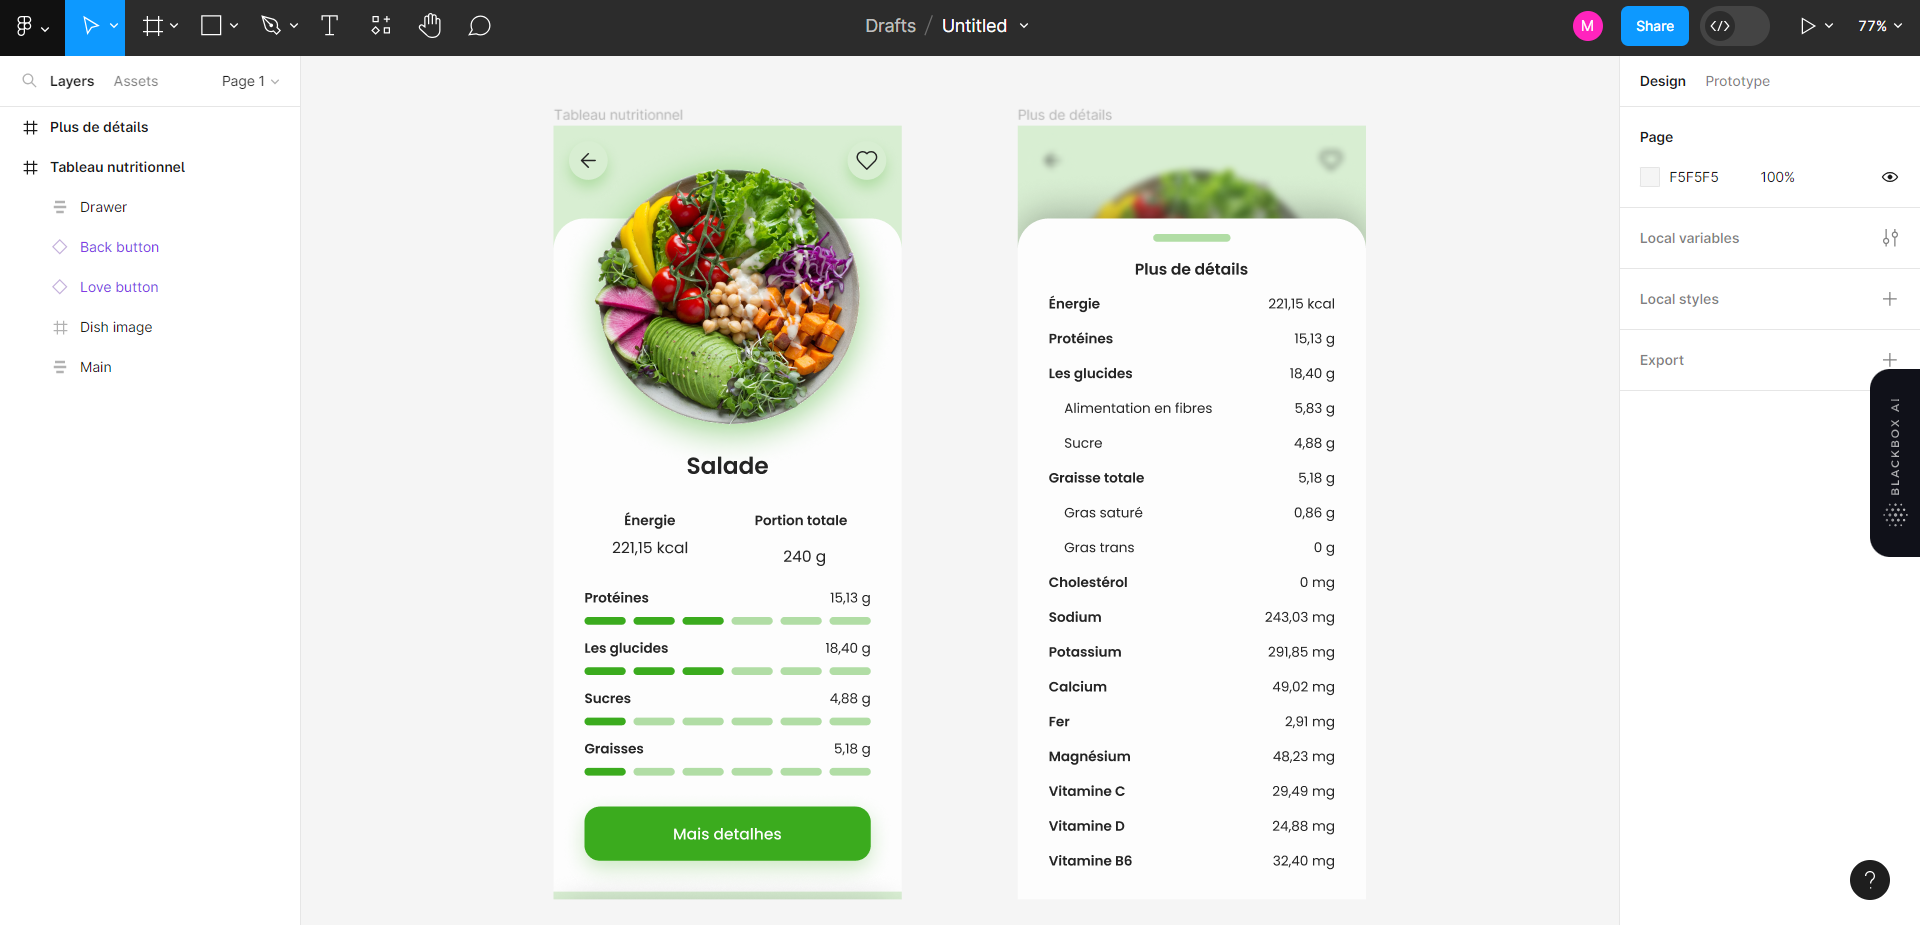 Drafts / Untitled
M
Share
77%
Layers
Assets
Page 1
Plus de détails
Tableau nutritionnel
Drawer
Back button
Love button
Dish image
Main
Tableau nutritionnel
Salade
Énergie
Portion totale
221,15 kcal
240 g
Protéines 15,13 g
Les glucides 18,40 g
Sucres 4,88 g
Graisses 5,18 g
Mais detalhes
Plus de détails
Plus de détails
Énergie 221,15 kcal
Protéines 15,13 g
Les glucides 18,40 g
Alimentation en fibres 5,83 g
Sucre 4,88 g
Graisse totale 5,18 g
Gras saturé 0,86 g
Gras trans 0 g
Cholestérol 0 mg
Sodium 243,03 mg
Potassium 291,85 mg
Calcium 49,02 mg
Fer 2,91 mg
Magnésium 48,23 mg
Vitamine C 29,49 mg
Vitamine D 24,88 mg
Vitamine B6 32,40 mg
Design
Prototype
Page
F5F5F5 100%
Local variables
Local styles
Export
BLACKBOX AI
?